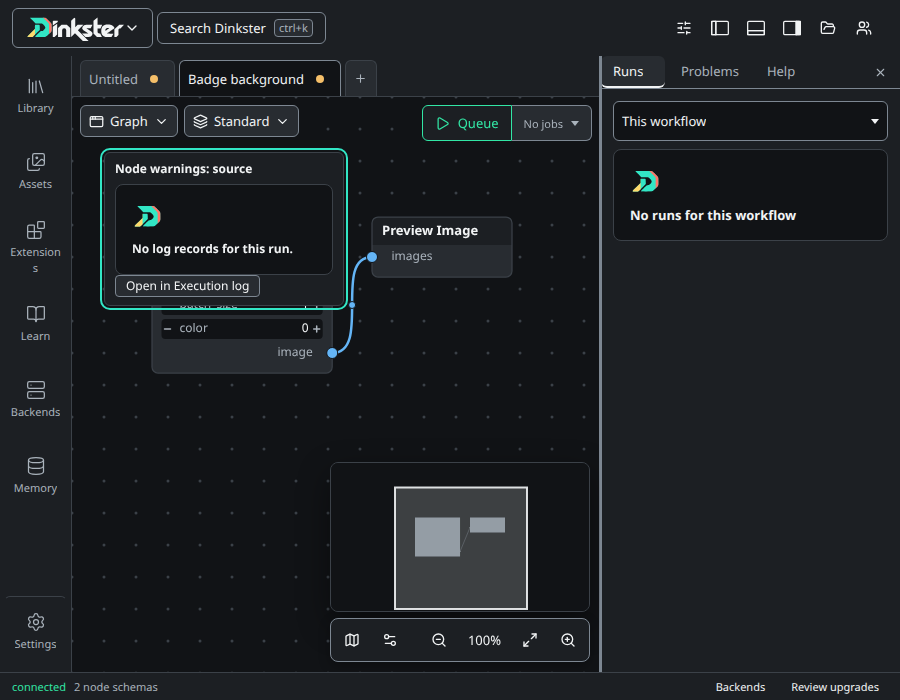 Dinkster
Search Dinkster ctrl+k
Library
Assets
Extension
s
Learn
Backends
Memory
Settings
Untitled
Badge background
+
Graph
Standard
Queue
No jobs
Node warnings: source
No log records for this run.
Open in Execution log
color 0 +
image
Preview Image
images
100%
Runs
Problems
Help
This workflow
No runs for this workflow
connected
2 node schemas
Backends
Review upgrades